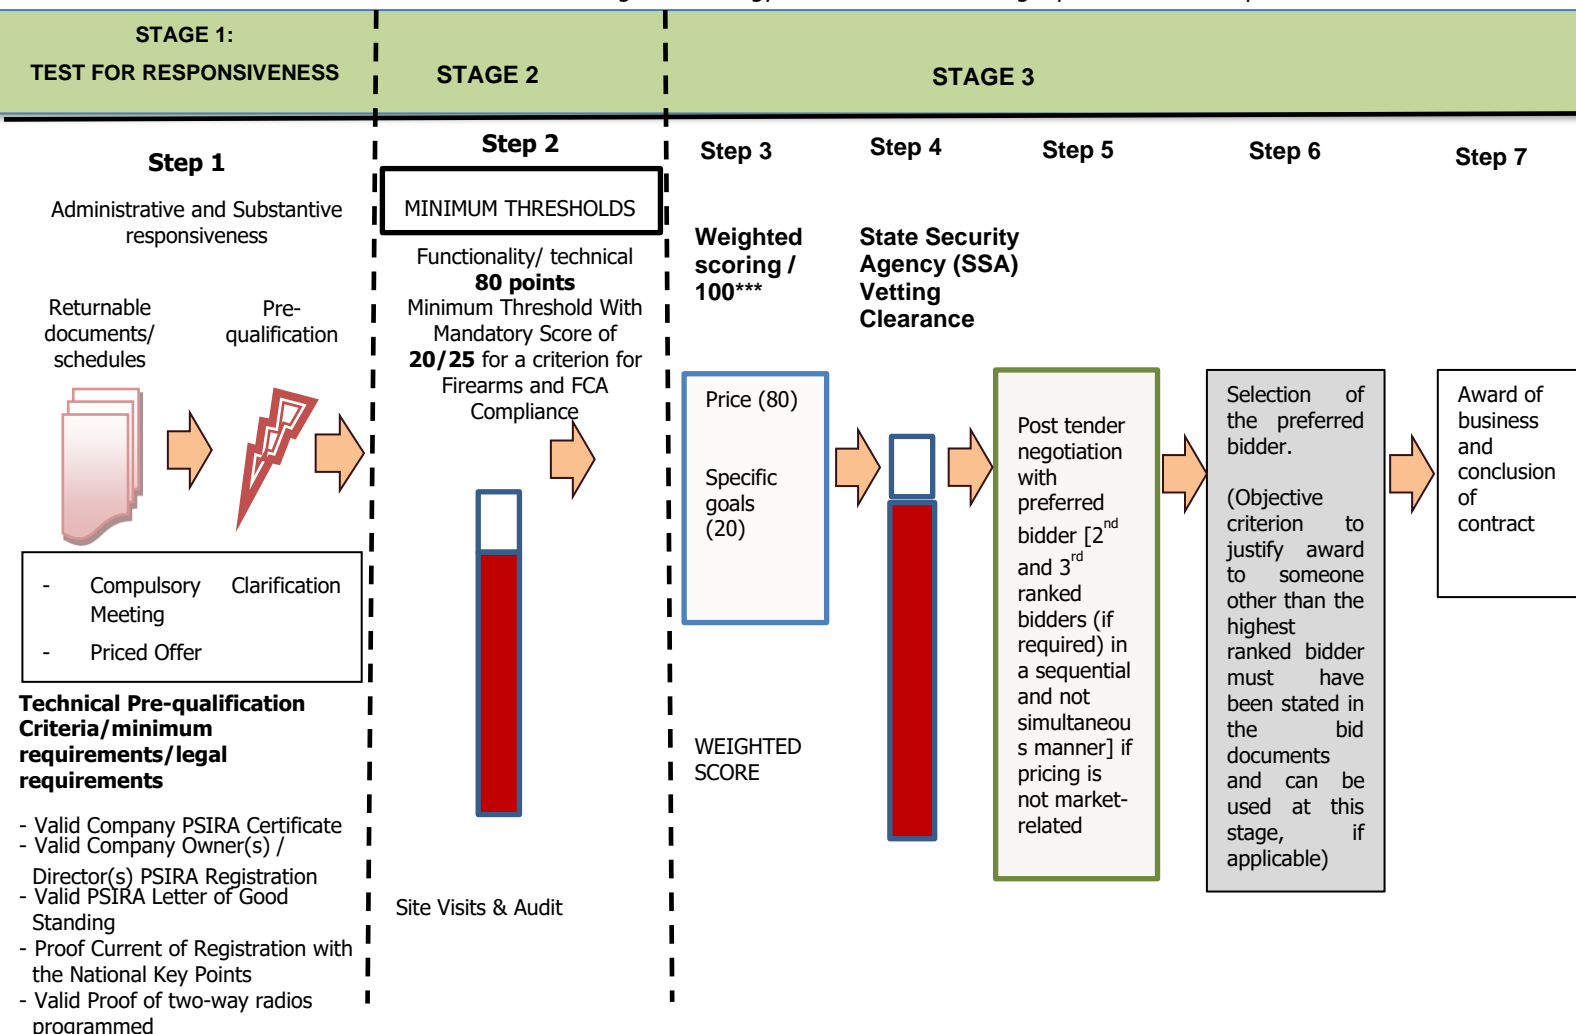 STAGE 1:
TEST FOR RESPONSIVENESS
STAGE 2
STAGE 3
Step 1
Administrative and Substantive
responsiveness
Returnable
documents/
schedules
Pre-
qualification
- Compulsory Clarification
Meeting
- Priced Offer
Technical Pre-qualification
Criteria/minimum
requirements/legal
requirements
- Valid Company PSIRA Certificate
- Valid Company Owner(s) /
Director(s) PSIRA Registration
- Valid PSIRA Letter of Good
Standing
- Proof Current of Registration with
the National Key Points
- Valid Proof of two-way radios
programmed
Step 2
MINIMUM THRESHOLDS
Functionality/ technical
80 points
Minimum Threshold With
Mandatory Score of
20/25 for a criterion for
Firearms and FCA
Compliance
Site Visits & Audit
Step 3
Weighted
scoring /
100***
Price (80)
Specific
goals
(20)
WEIGHTED
SCORE
Step 4
State Security
Agency (SSA)
Vetting
Clearance
Step 5
Post tender
negotiation
with
preferred
bidder [2nd
and 3rd
ranked
bidders (if
required) in
a sequential
and not
simultaneou
s manner] if
pricing is
not market-
related
Step 6
Selection of
the preferred
bidder.
(Objective
criterion to
justify award
to someone
other than the
highest
ranked bidder
must have
been stated in
the bid
documents
and can be
used at this
stage, if
applicable)
Step 7
Award of
business
and
conclusion
of
contract